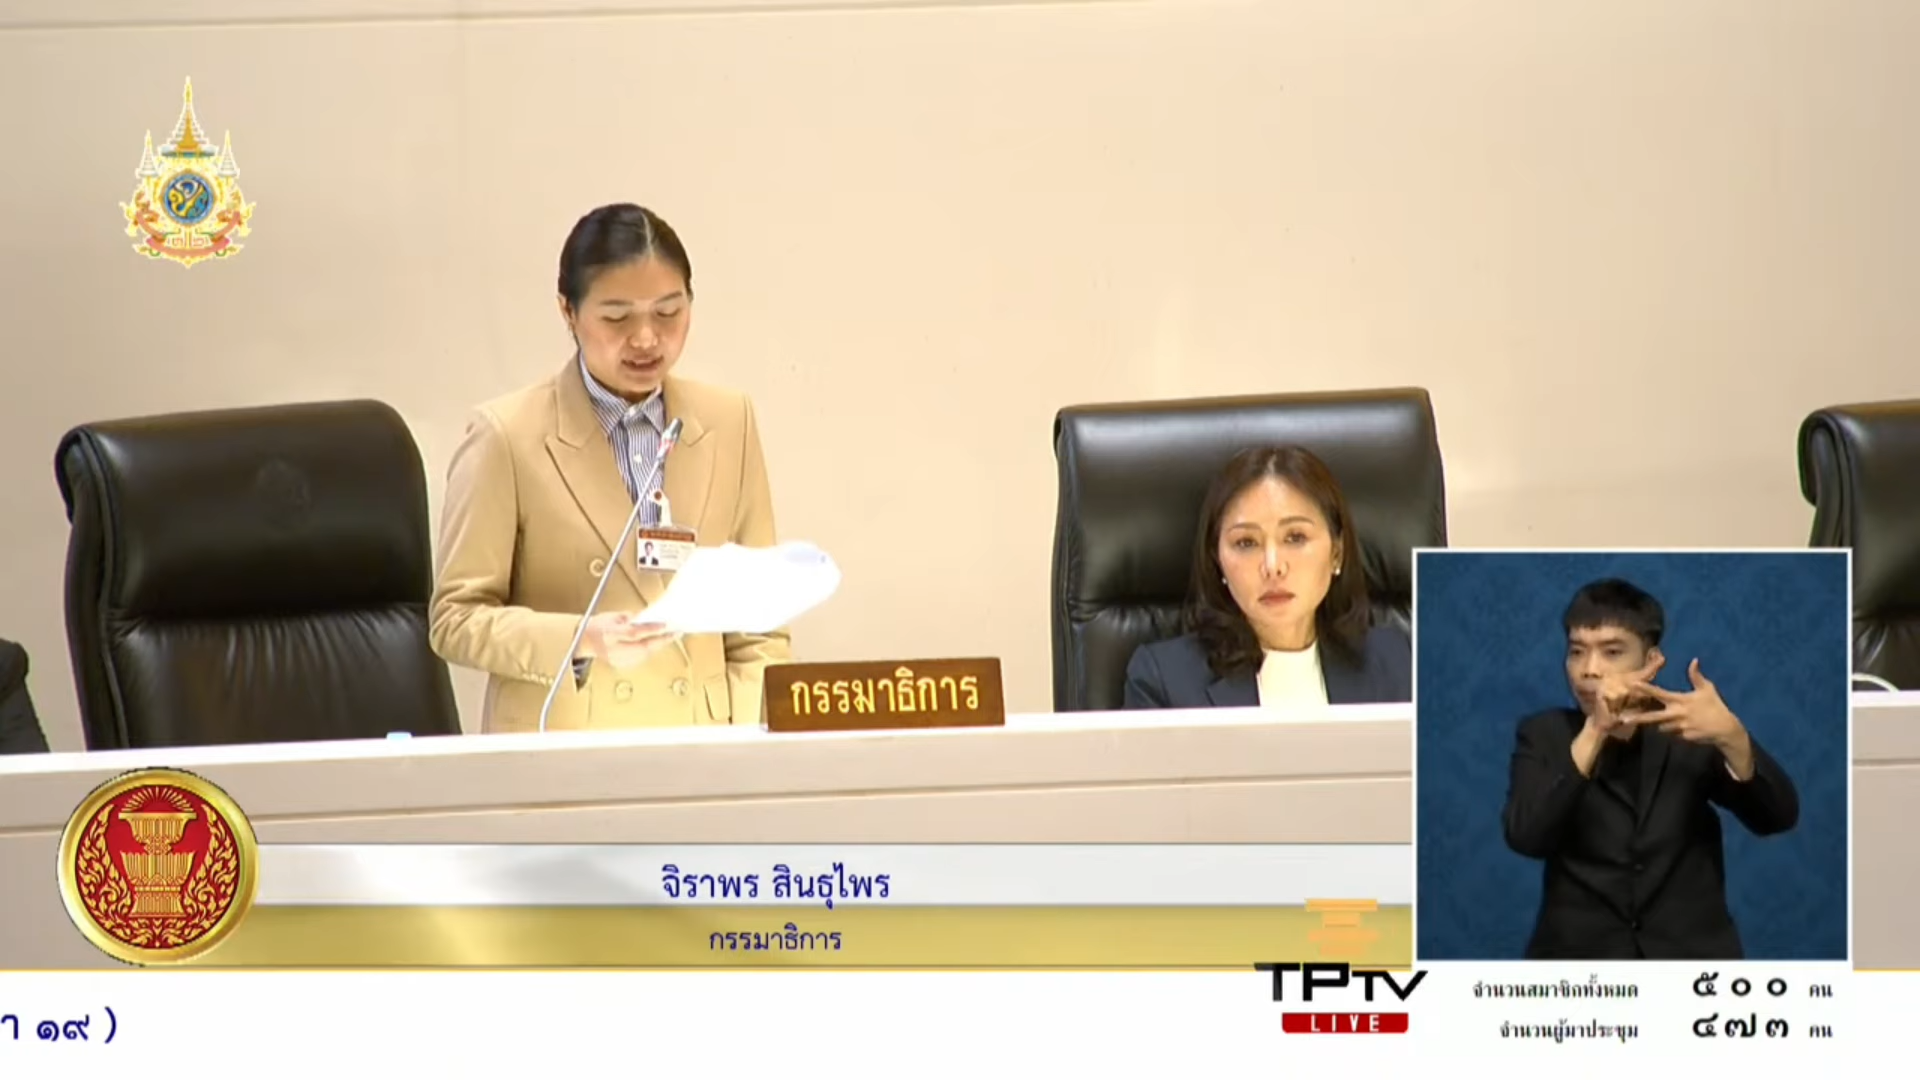 กรรมาธิการ
จิราพร สินธุไพร
กรรมาธิการ
TPTV
LIVE
จำนวนสมาชิกทั้งหมด ๕๐๐ คน
จำนวนผู้มาประชุม ๔๗๓ คน
า ๑๙ )